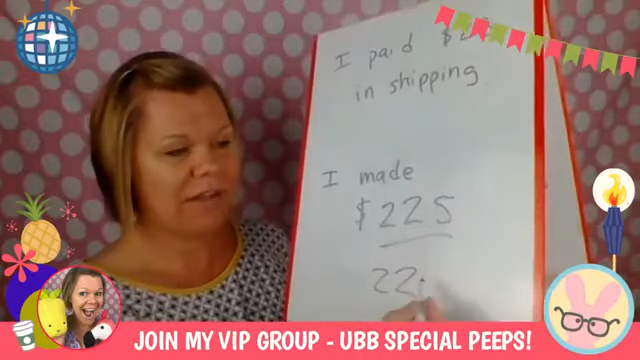 I paid
in shipping
I made
$225
22
JOIN MY VIP GROUP - UBB SPECIAL PEEPS!